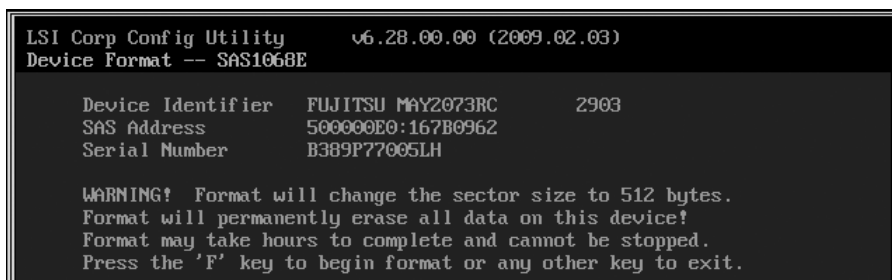 LSI Corp Config Utility v6.28.00.00 (2009.02.03)
Device Format -- SAS1068E
Device Identifier FUJITSU MAY2073RC 2903
SAS Address 500000E0:167B0962
Serial Number B389P77005LH
WARNING! Format will change the sector size to 512 bytes.
Format will permanently erase all data on this device!
Format may take hours to complete and cannot be stopped.
Press the 'F' key to begin format or any other key to exit.